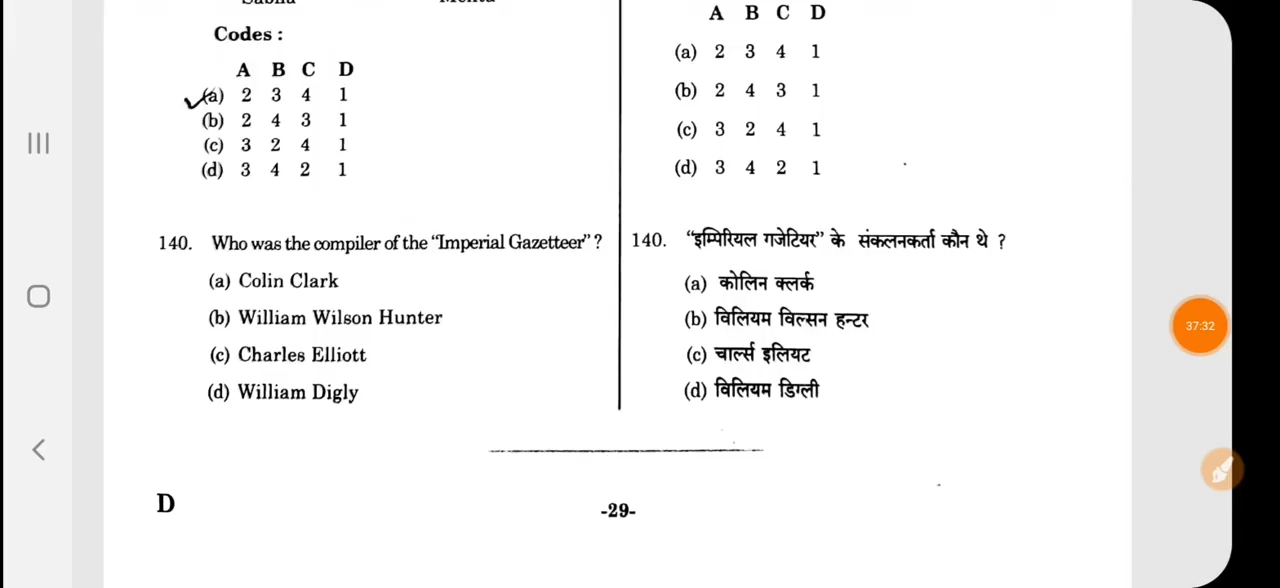 Codes :
A B C D
(a) 2 3 4 1
(b) 2 4 3 1
(c) 3 2 4 1
(d) 3 4 2 1
140. Who was the compiler of the “Imperial Gazetteer” ?
(a) Colin Clark
(b) William Wilson Hunter
(c) Charles Elliott
(d) William Digly
A B C D
(a) 2 3 4 1
(b) 2 4 3 1
(c) 3 2 4 1
(d) 3 4 2 1
140. “इम्पिरियल गजेटियर” के संकलनकर्ता कौन थे ?
(a) कोलिन क्लर्क
(b) विलियम विल्सन हन्टर
(c) चार्ल्स इलियट
(d) विलियम डिग्ली
D
-29-
37:32